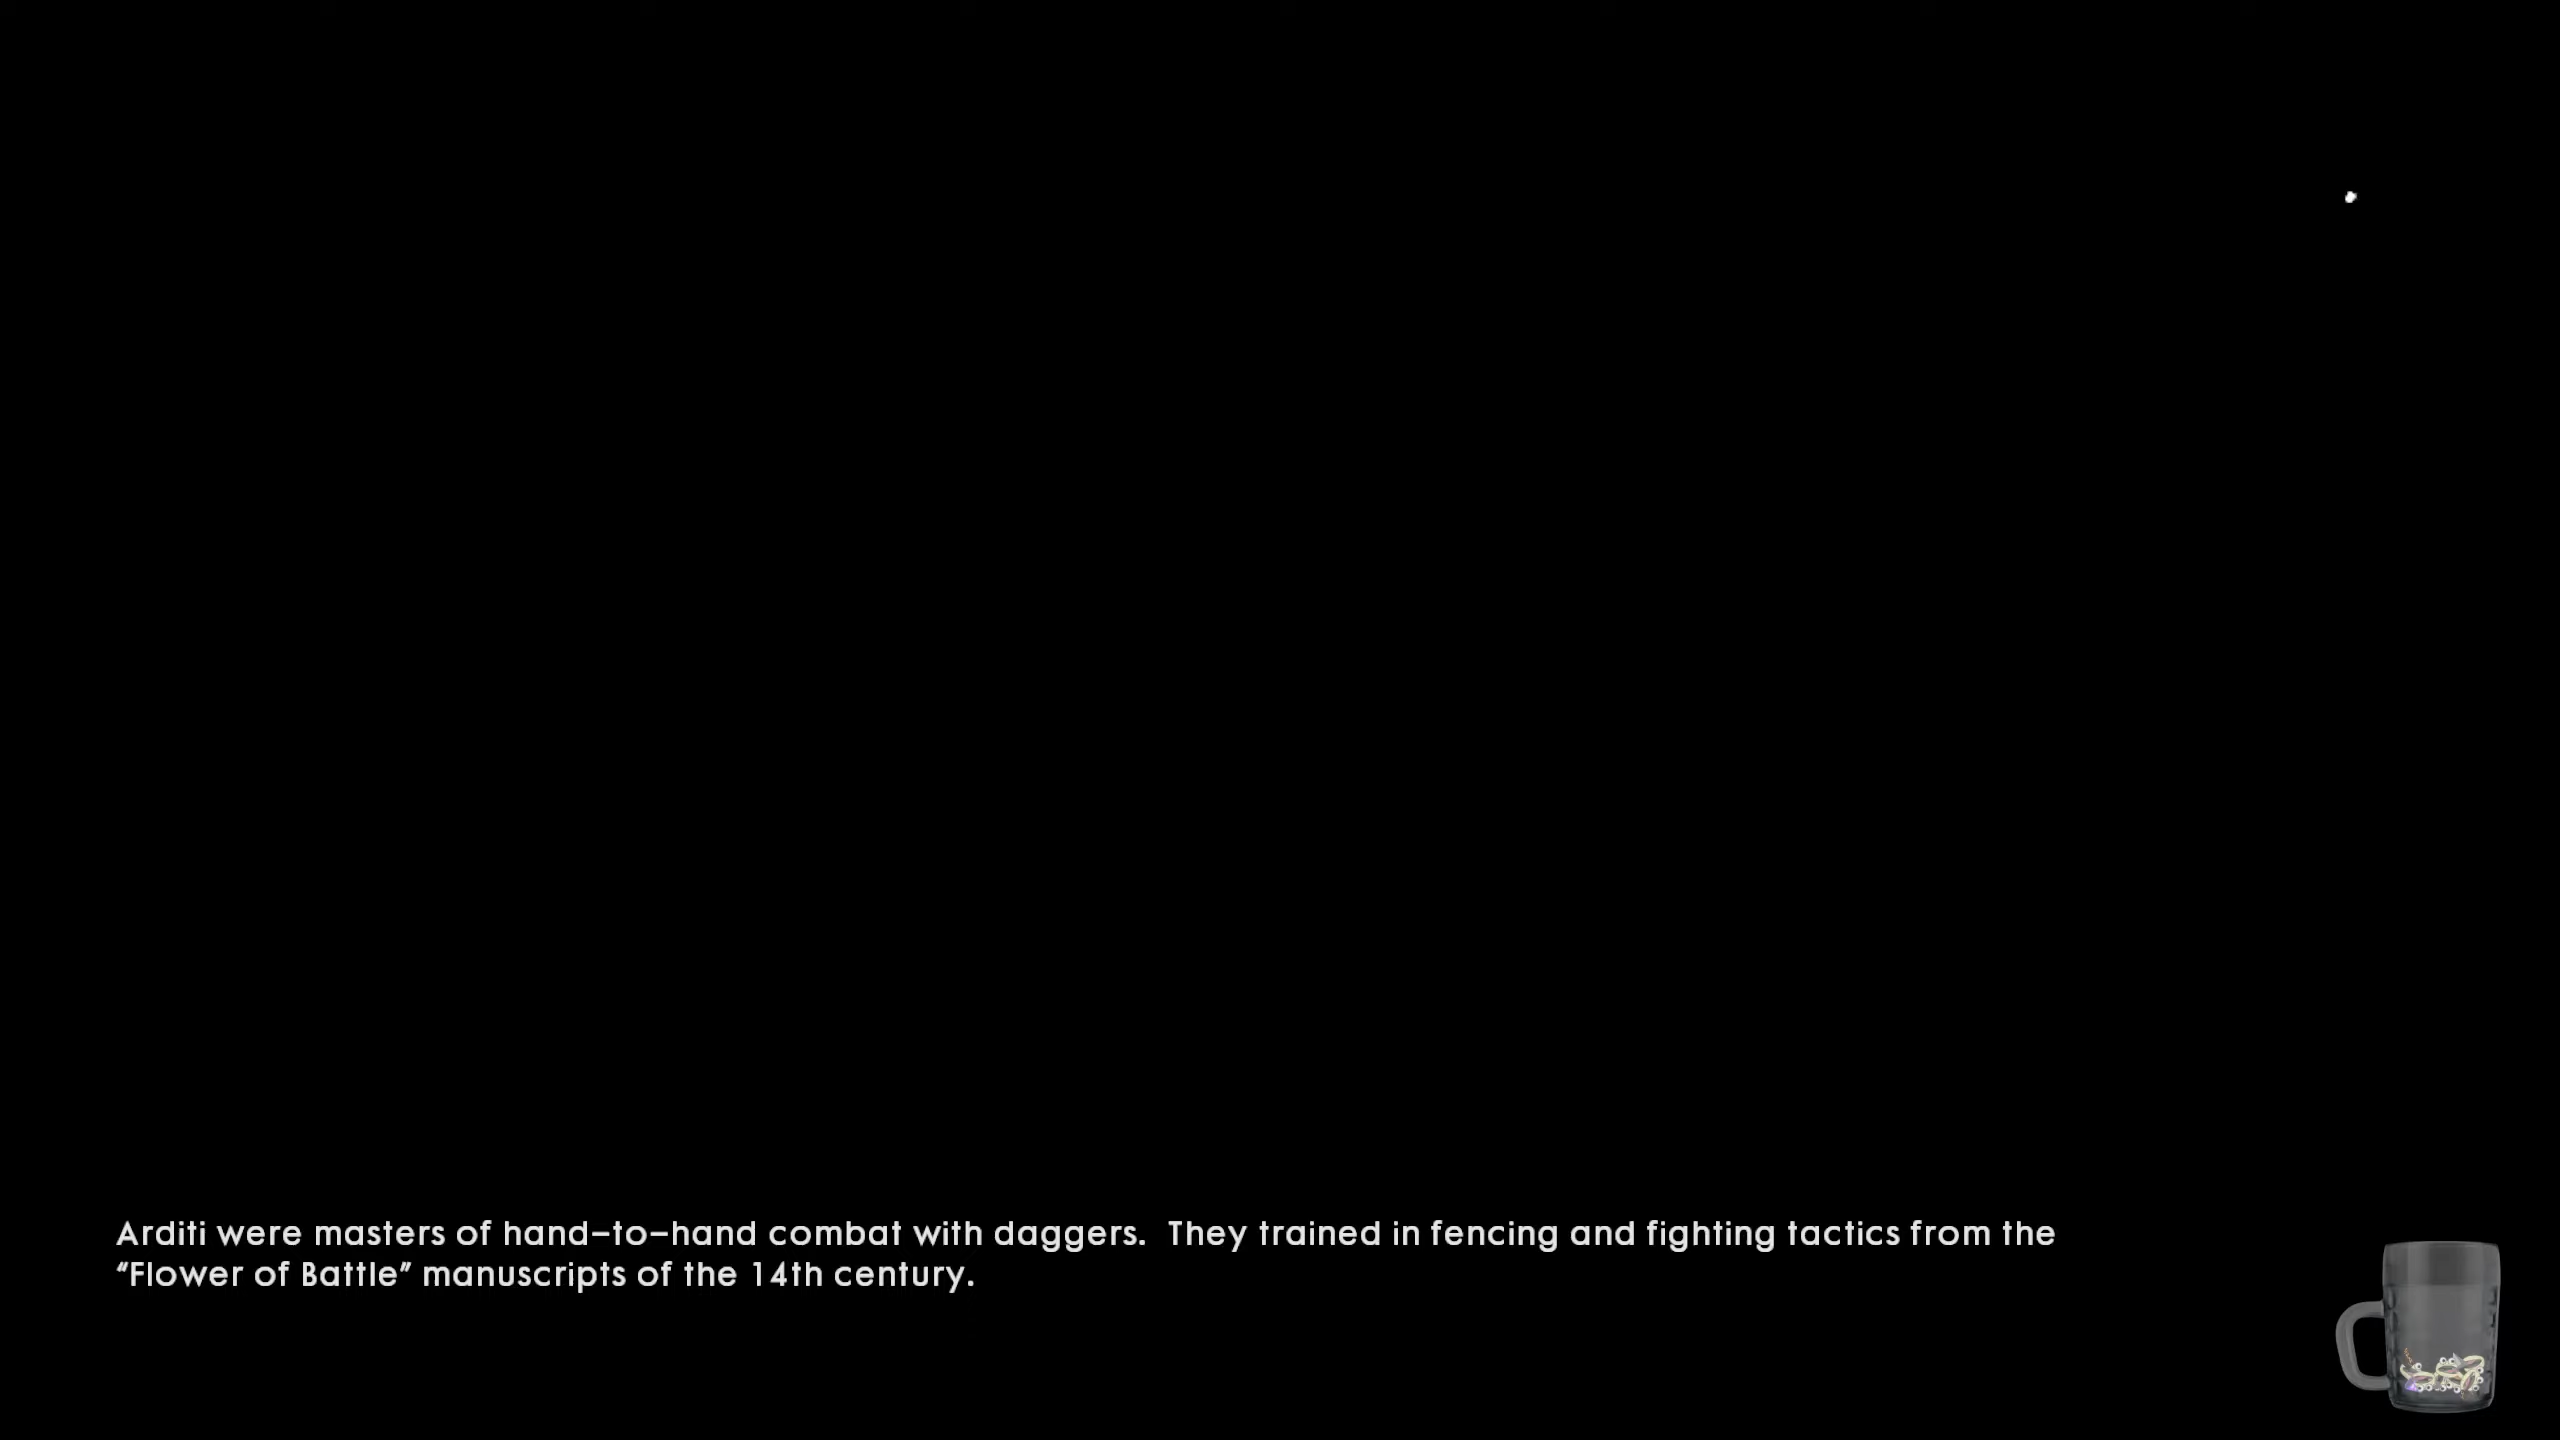 Arditi were masters of hand-to-hand combat with daggers.  They trained in fencing and fighting tactics from the
“Flower of Battle” manuscripts of the 14th century.